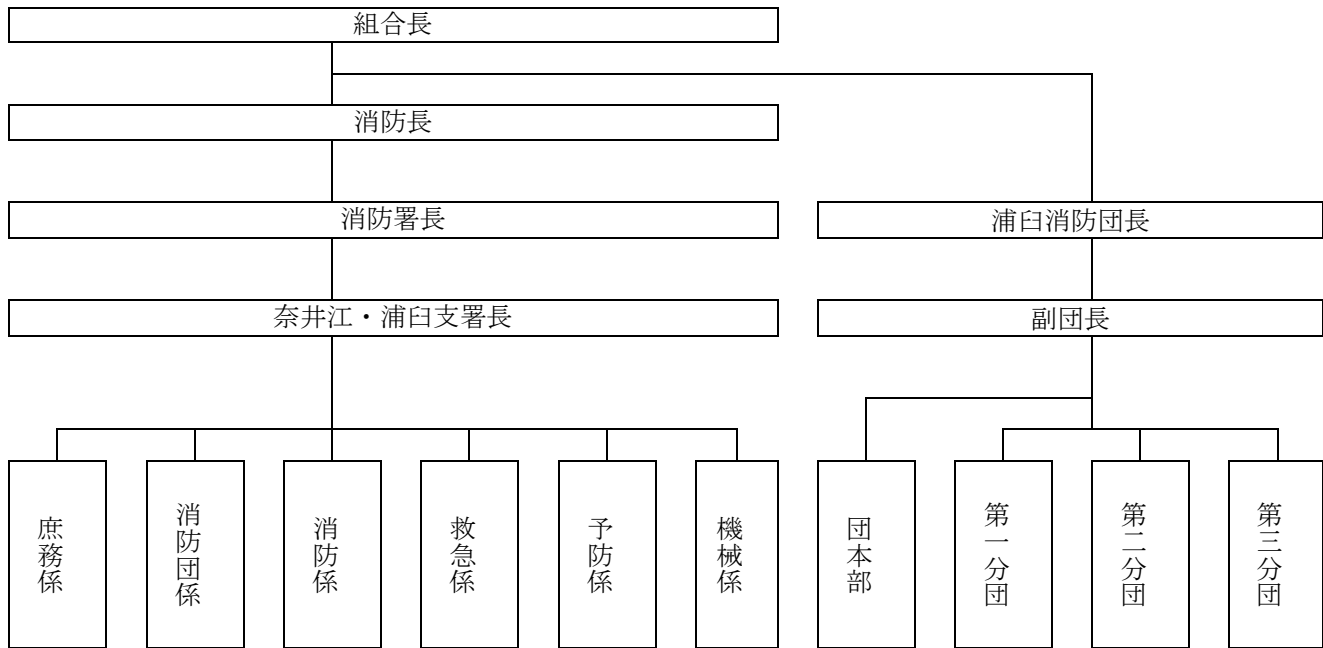 組合長
消防長
消防署長
浦臼消防団長
奈井江・浦臼支署長
副団長
庶務係
消防団係
消防係
救急係
予防係
機械係
団本部
第一分団
第二分団
第三分団